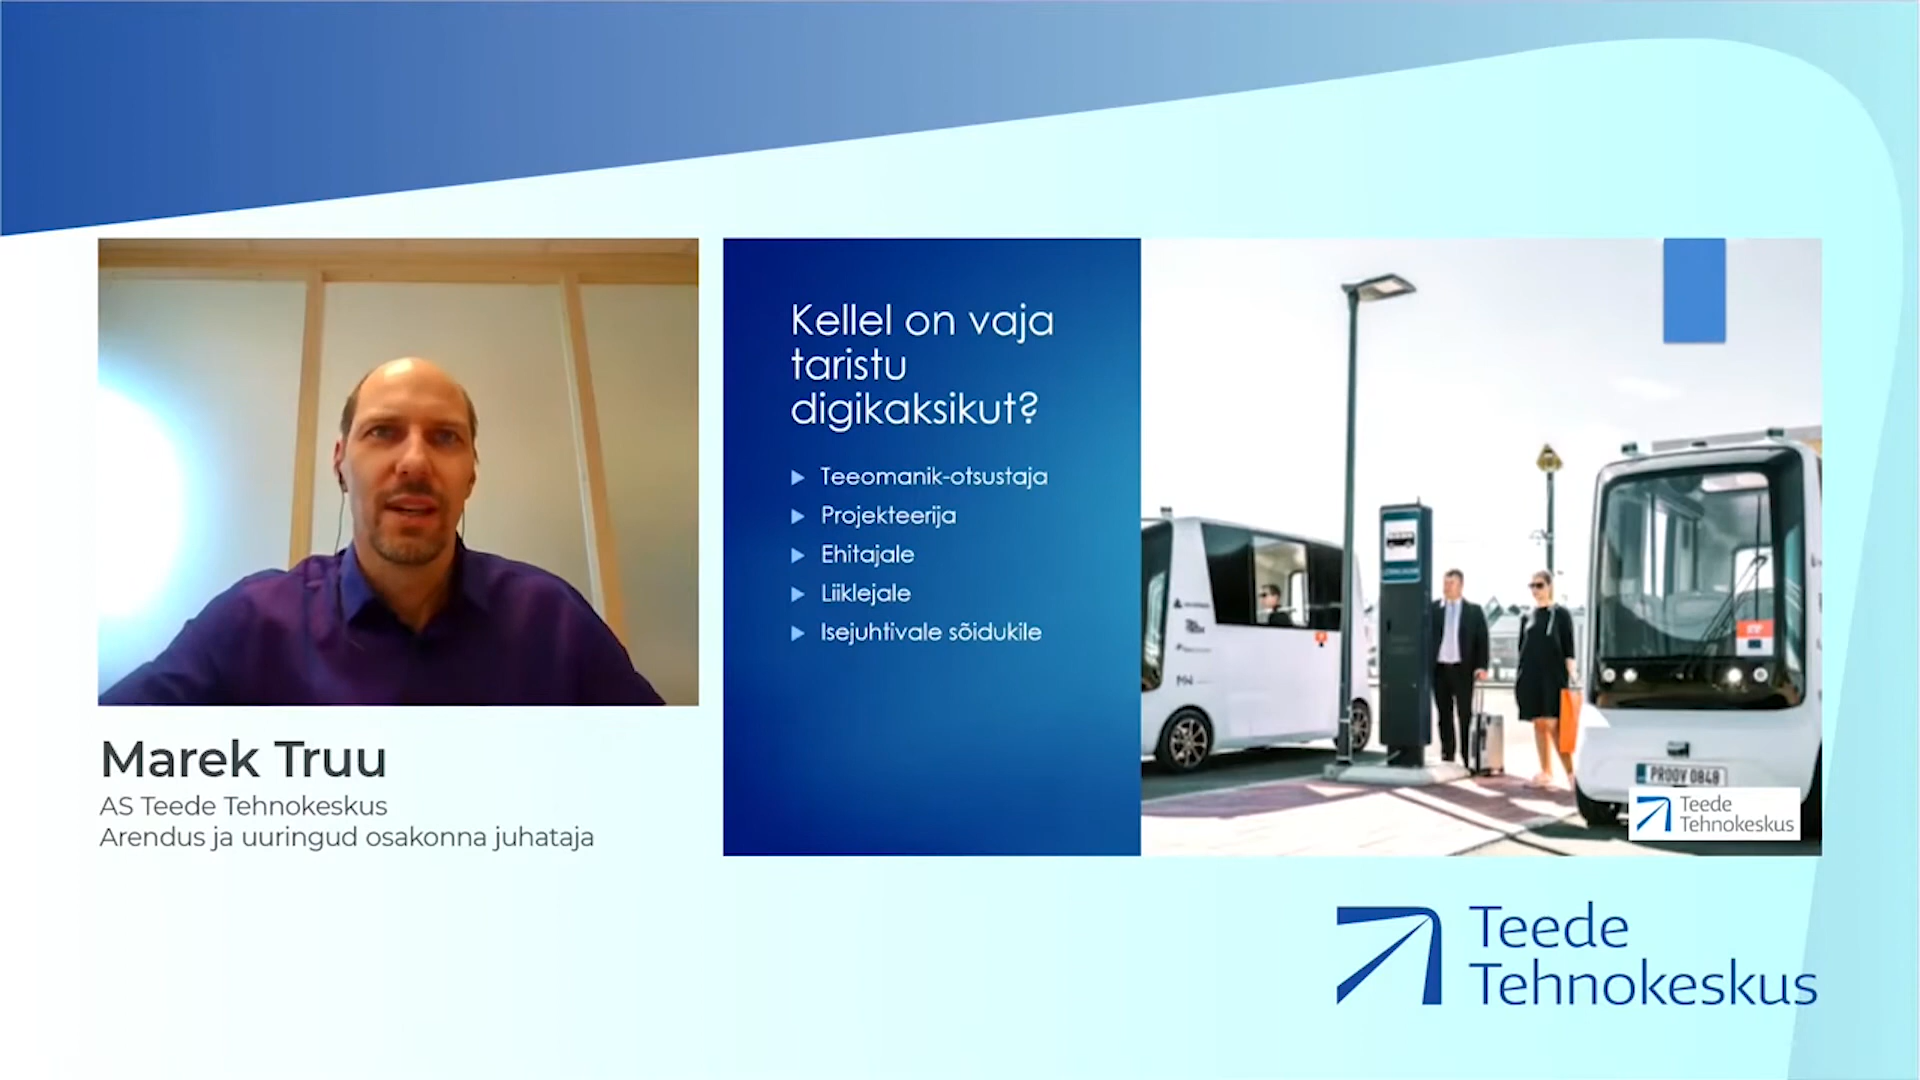 Kellel on vaja
taristu
digikaksikut?
Teeomanik-otsustaja
Projekteerija
Ehitajale
Liiklejale
Isejuhtivale sõidukile
PROOV 0848
Teede
Tehnokeskus
Marek Truu
AS Teede Tehnokeskus
Arendus ja uuringud osakonna juhataja
Teede
Tehnokeskus